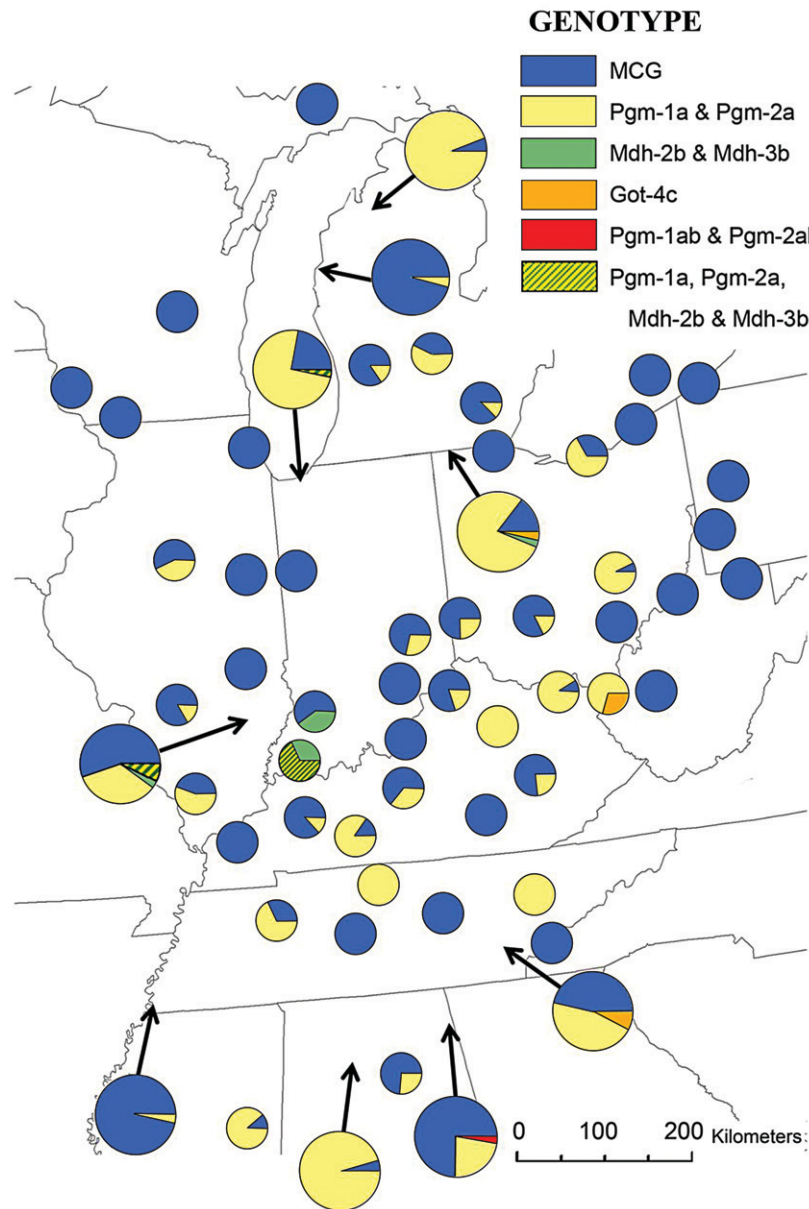 GENOTYPE
MCG
Pgm-1a & Pgm-2a
Mdh-2b & Mdh-3b
Got-4c
Pgm-1ab & Pgm-2a
Pgm-1a, Pgm-2a,
Mdh-2b & Mdh-3b
0 100 200 Kilometers